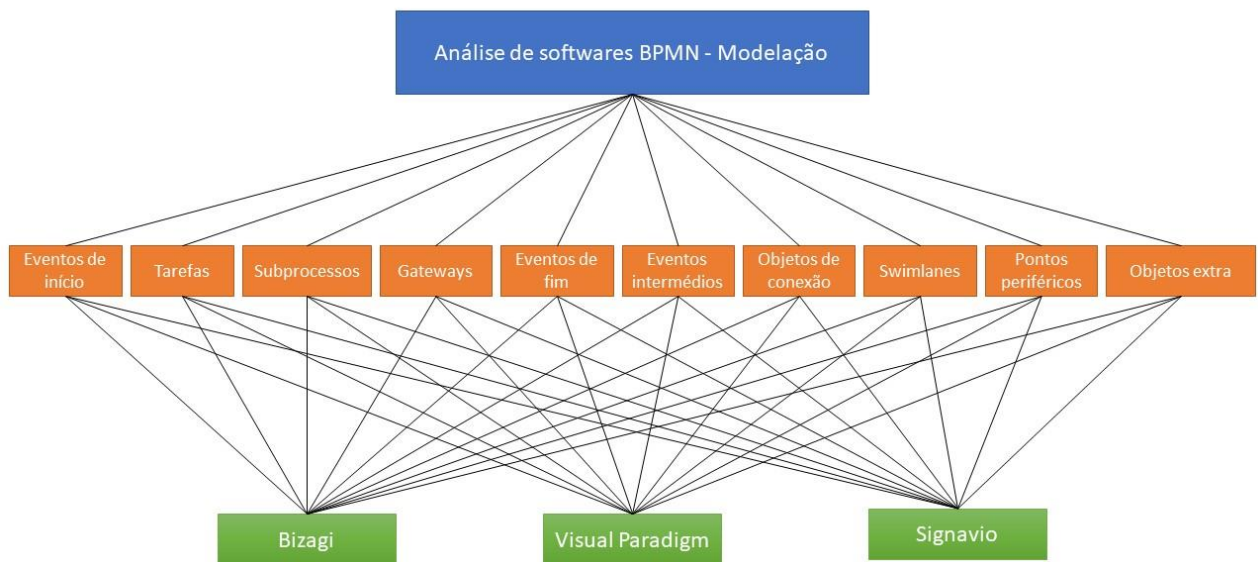 Análise de softwares BPMN - Modelação
Eventos de
início
Tarefas
Subprocessos
Gateways
Eventos de
fim
Eventos
intermédios
Objetos de
conexão
Swimlanes
Pontos
periféricos
Objetos extra
Bizagi
Visual Paradigm
Signavio